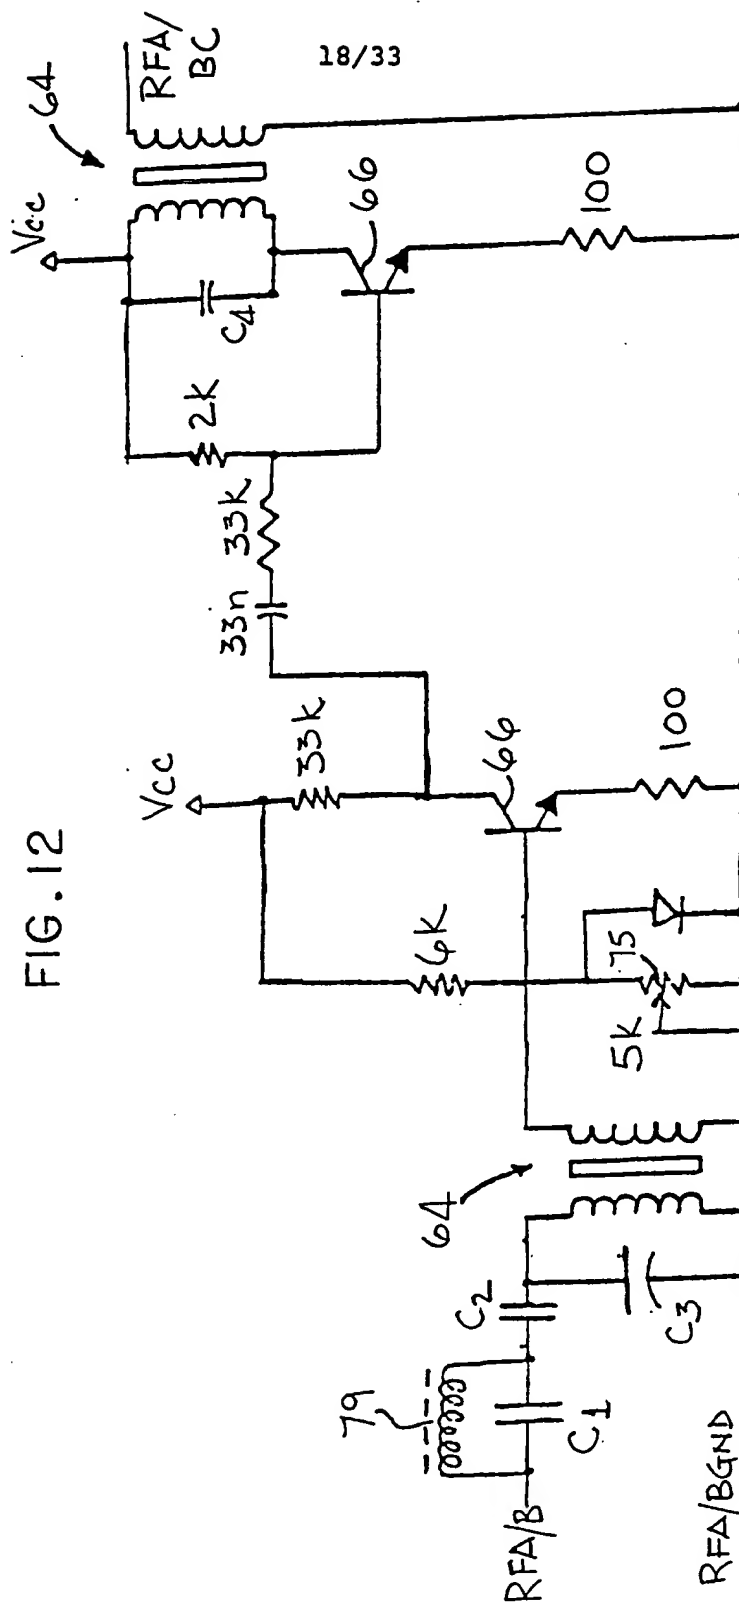 18/33
FIG. 12
RFA/B
79
C1
C2
C3
64
RFA/BGND
5K
75
6K
Vcc
33K
66
100
33n
33K
2K
Vcc
C4
66
100
64
RFA/
BC